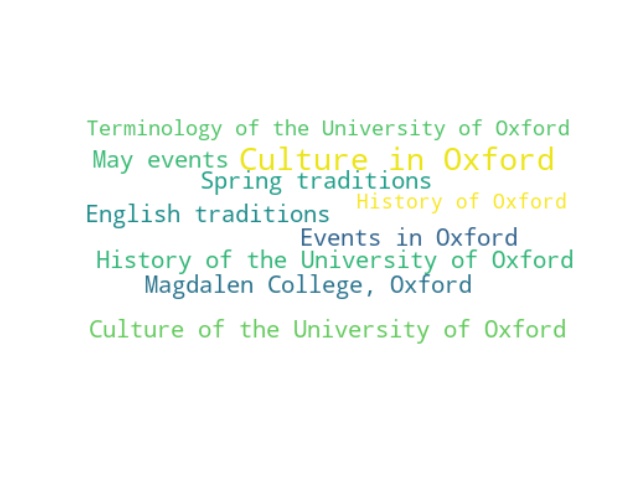 Terminology of the University of Oxford
May events
Culture in Oxford
Spring traditions
History of Oxford
English traditions
Events in Oxford
History of the University of Oxford
Magdalen College, Oxford
Culture of the University of Oxford